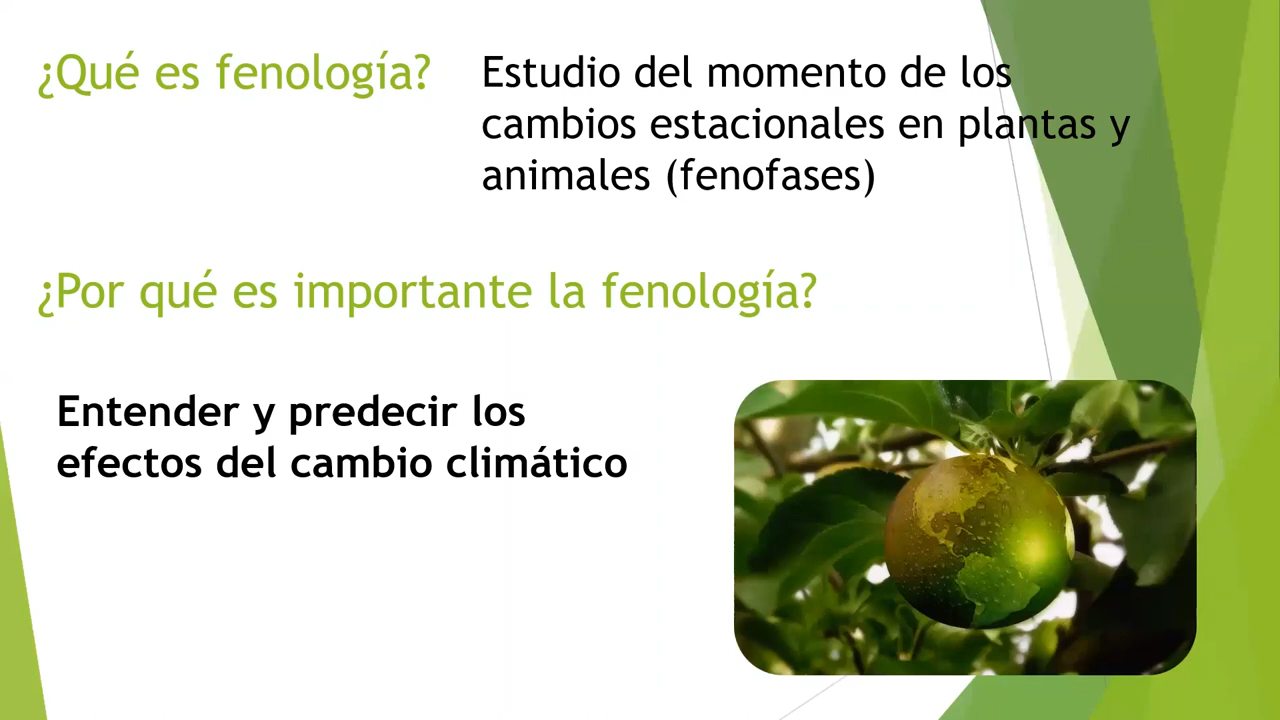 ¿Qué es fenología?
Estudio del momento de los
cambios estacionales en plantas y
animales (fenofases)
¿Por qué es importante la fenología?
Entender y predecir los
efectos del cambio climático